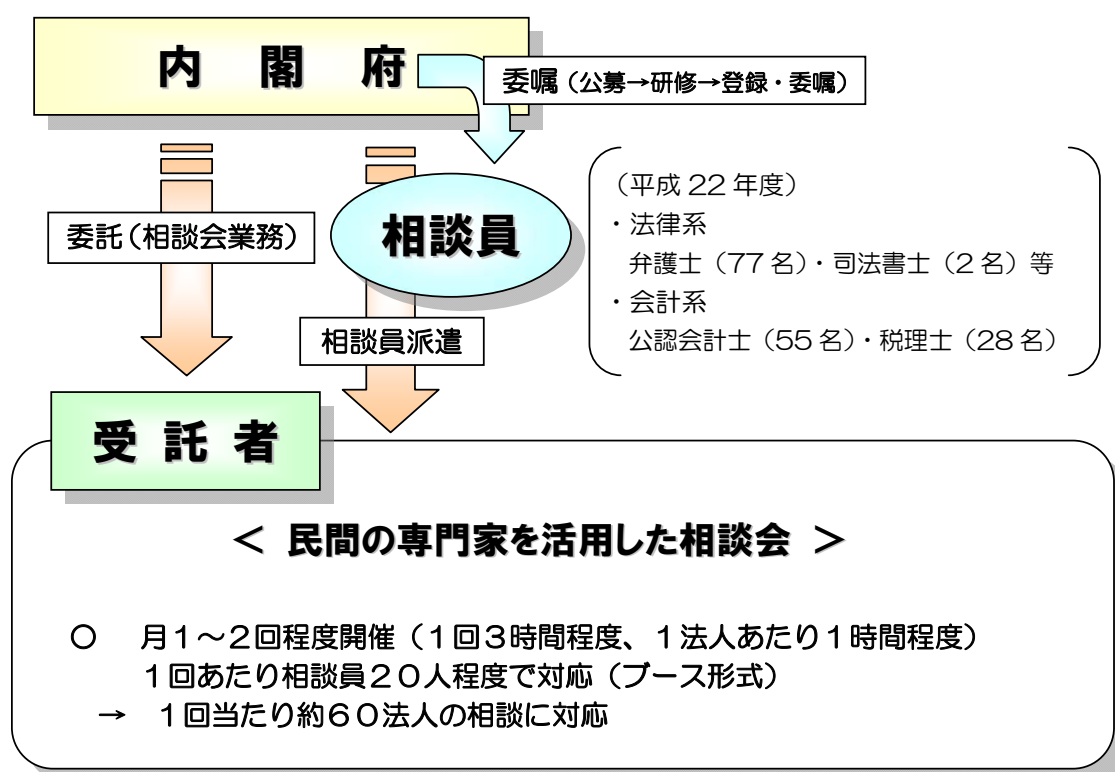 内　閣　府
委嘱（公募→研修→登録・委嘱）
委託（相談会業務）
相談員
相談員派遣
（平成 22 年度）
・法律系
弁護士（77 名）・司法書士（2 名）等
・会計系
公認会計士（55 名）・税理士（28 名）
受 託 者
＜ 民間の専門家を活用した相談会 ＞
○　月１～２回程度開催（１回３時間程度、１法人あたり１時間程度）
１回あたり相談員２０人程度で対応（ブース形式）
→　１回当たり約６０法人の相談に対応